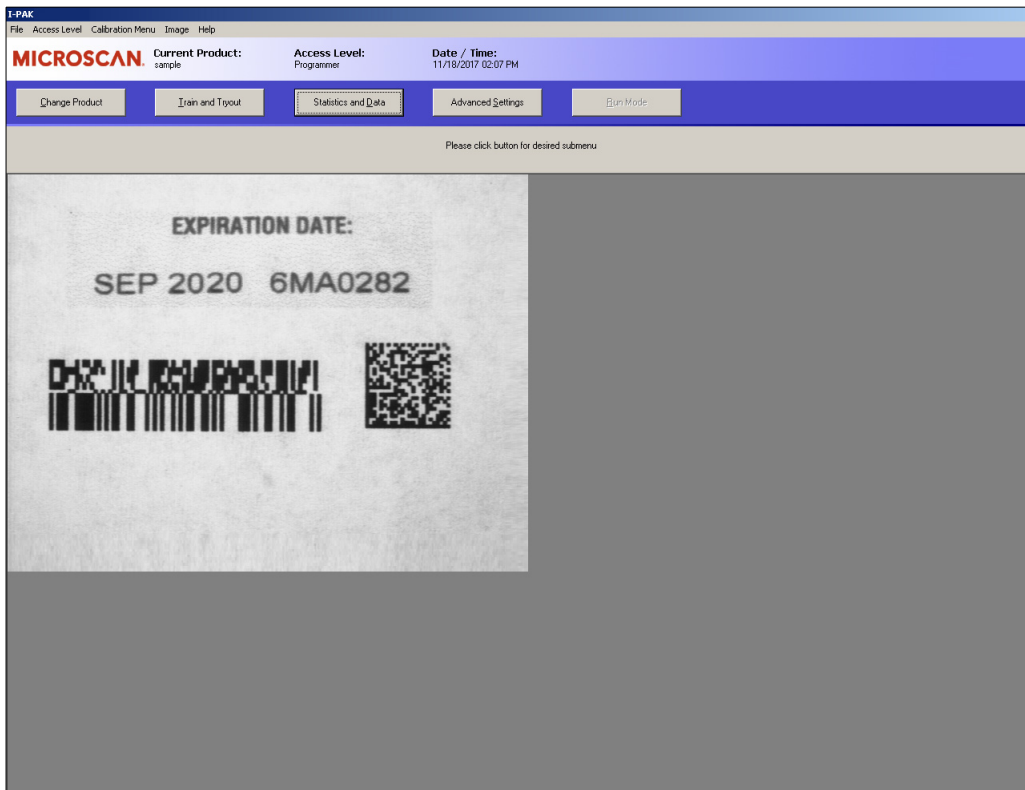 I-PAK
File Access Level Calibration Menu Image Help
MICROSCAN. Current Product: Access Level: Date / Time:
sample Programmer 11/18/2017 02:07 PM
Change Product Train and Tryout Statistics and Data Advanced Settings Run Mode
Please click button for desired submenu
EXPIRATION DATE:
SEP 2020 6MA0282